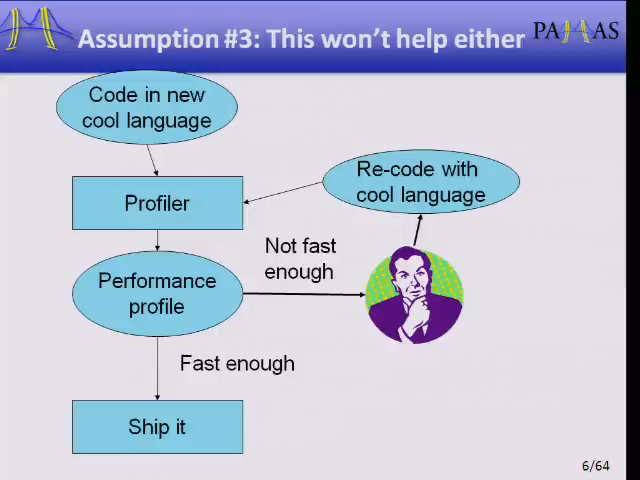 Assumption #3: This won't help either
PALLAS
Code in new
cool language
Re-code with
cool language
Profiler
Not fast
enough
Performance
profile
Fast enough
Ship it
6/64